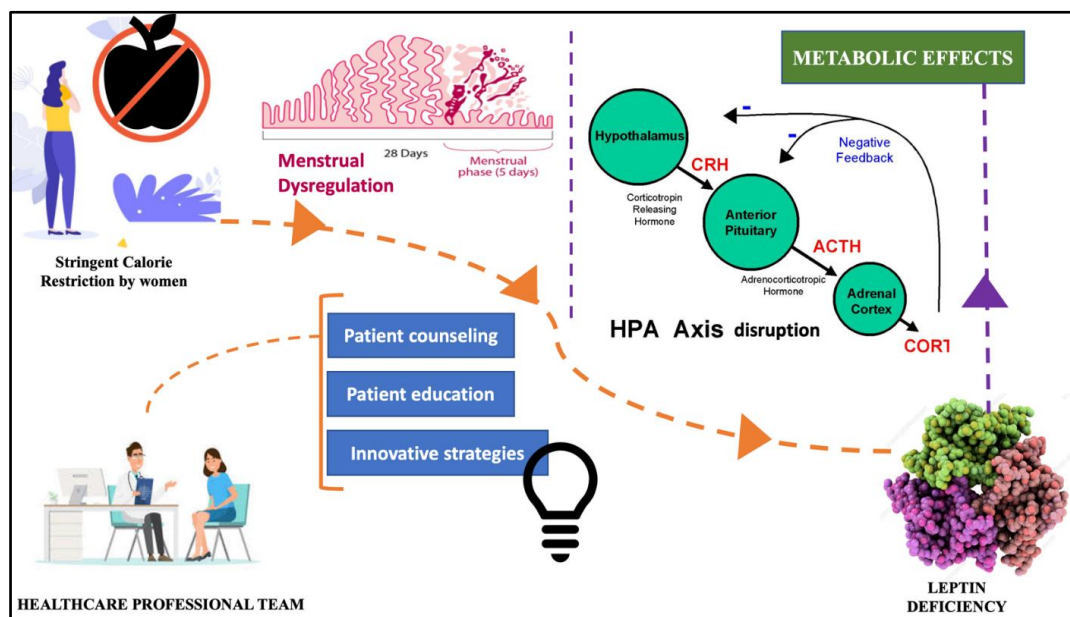 Stringent Calorie
Restriction by women
28 Days
Menstrual
Dysregulation
Menstrual
phase (5 days)
METABOLIC EFFECTS
Hypothalamus
-
-
Negative
Feedback
CRH
Corticotropin
Releasing
Hormone
Anterior
Pituitary
ACTH
Adrenocorticotropic
Hormone
Adrenal
Cortex
CORT
HPA Axis disruption
Patient counseling
Patient education
Innovative strategies
HEALTHCARE PROFESSIONAL TEAM
LEPTIN
DEFICIENCY